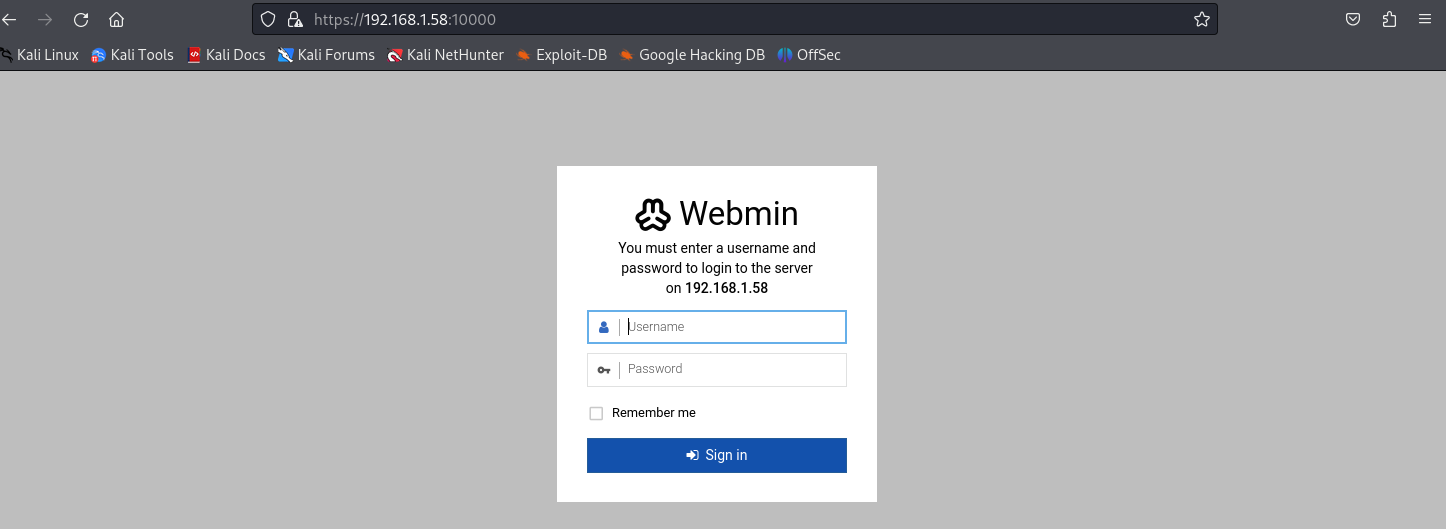 https://192.168.1.58:10000
Kali Linux Kali Tools Kali Docs Kali Forums Kali NetHunter Exploit-DB Google Hacking DB OffSec
Webmin
You must enter a username and
password to login to the server
on 192.168.1.58
Username
Password
Remember me
Sign in